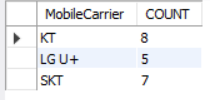 MobileCarrier COUNT
KT 8
LG U+ 5
SKT 7